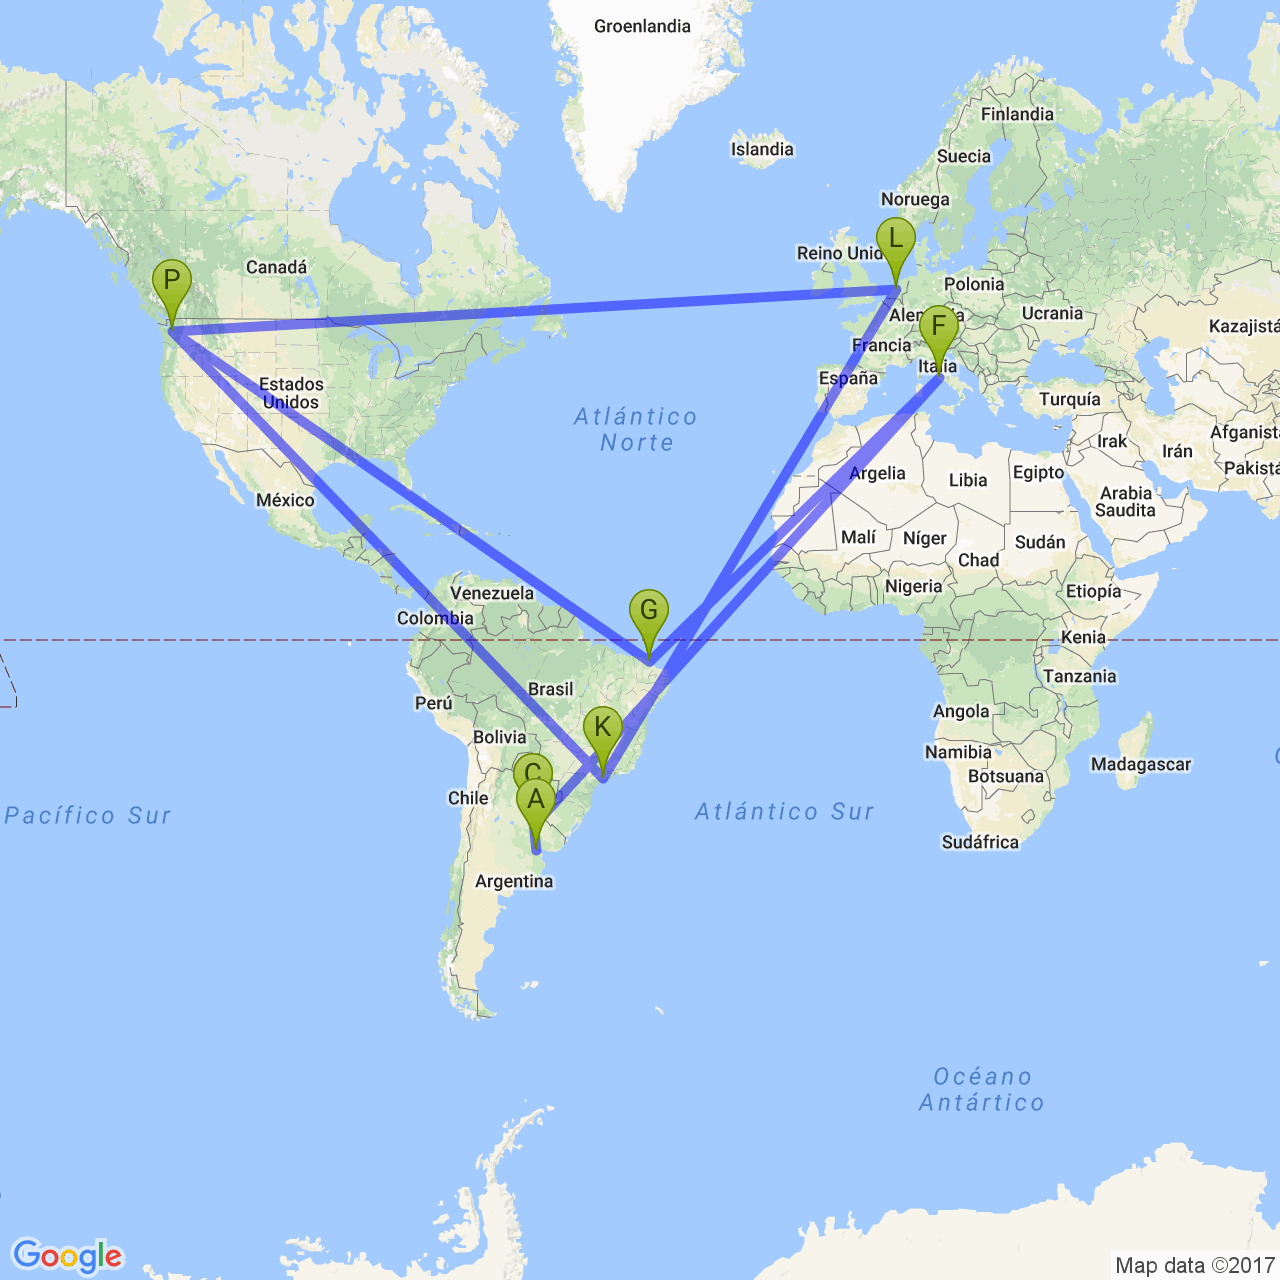 Groenlandia
Finlandia
Islandia
Suecia
Noruega
L
Reino Unid
Canadá
P
Polonia
Alem
ia
Ucrania
F
Kazajistá
Francia
Italia
España
Estados
Unidos
Turquía
Atlántico
Norte
Irak
Irán
Afganista
Argelia
Libia
Egipto
Pakistá
México
Arabia
Saudita
Malí
Níger
Sudán
Chad
Nigeria
Etiopía
Venezuela
Colombia
G
Kenia
Tanzania
Brasil
Perú
Angola
K
Bolivia
Namibia
Botsuana
Madagascar
C
A
Chile
Pacífico Sur
Atlántico Sur
Sudáfrica
Argentina
Océano
Antártico
Google
Map data ©2017